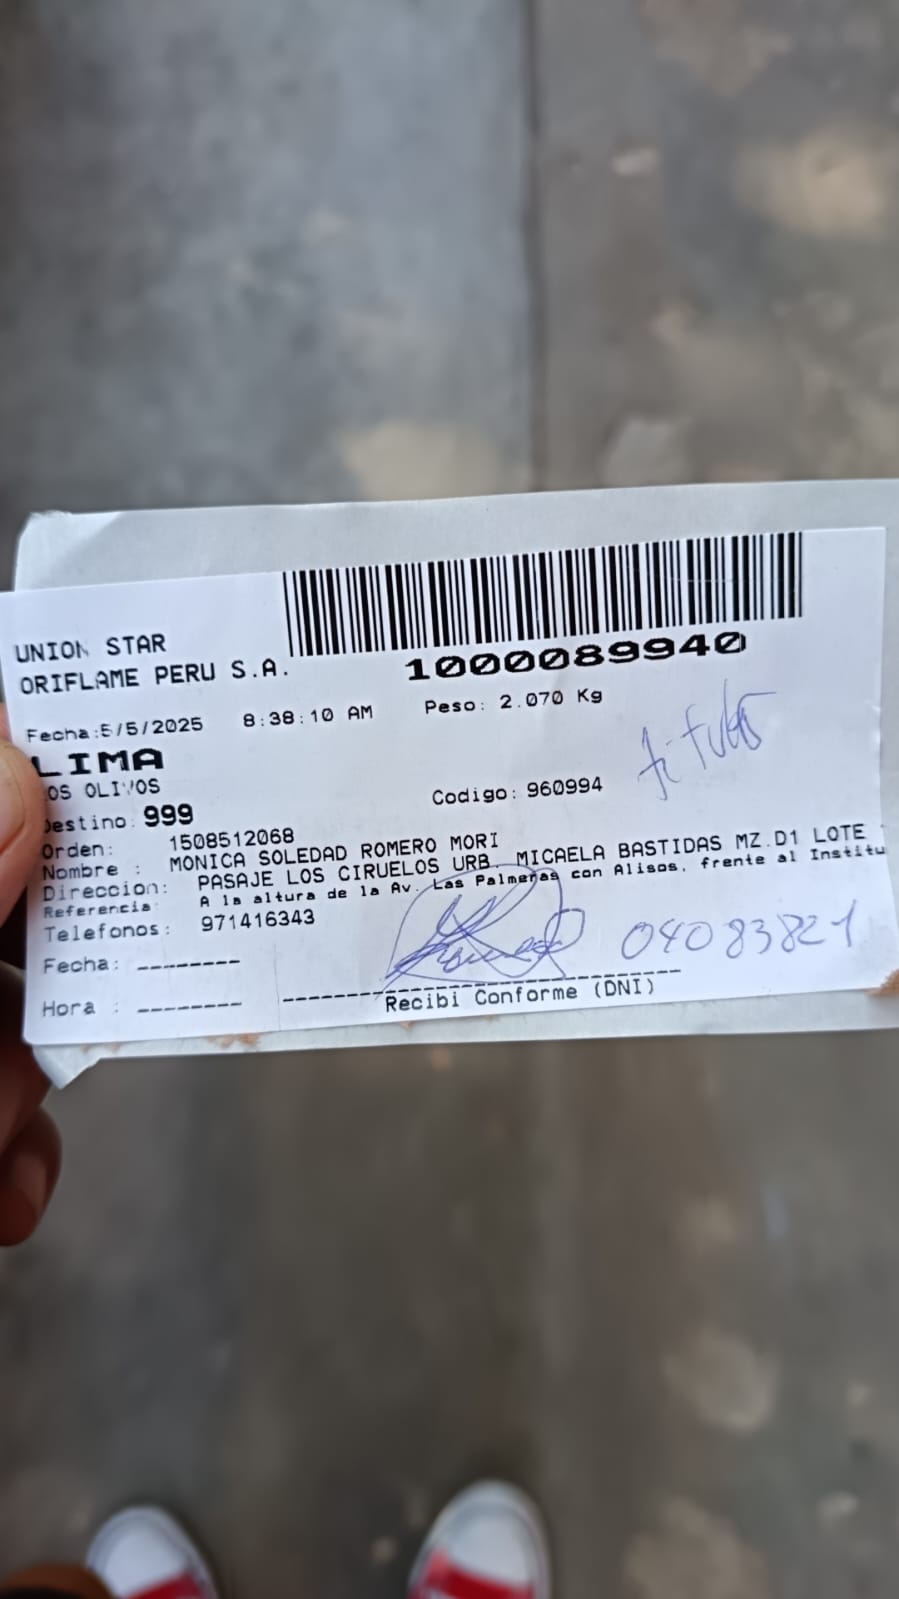 UNION STAR
ORIFLAME PERU S.A.
1000089940
Fecha:5/5/2025 8:38:10 AM Peso: 2.070 Kg
LIMA
LOS OLIVOS
Codigo: 960994
titular
Destino: 999
Orden: 1508512068
Nombre : MONICA SOLEDAD ROMERO MORI
Direccion: PASAJE LOS CIRUELOS URB. MICAELA BASTIDAS MZ.D1 LOTE
Referencia: A la altura de la Av. Las Palmeras con Alisos, frente al Institu
Telefonos: 971416343
04083821
Fecha: --------
Hora : --------
Recibi Conforme (DNI)